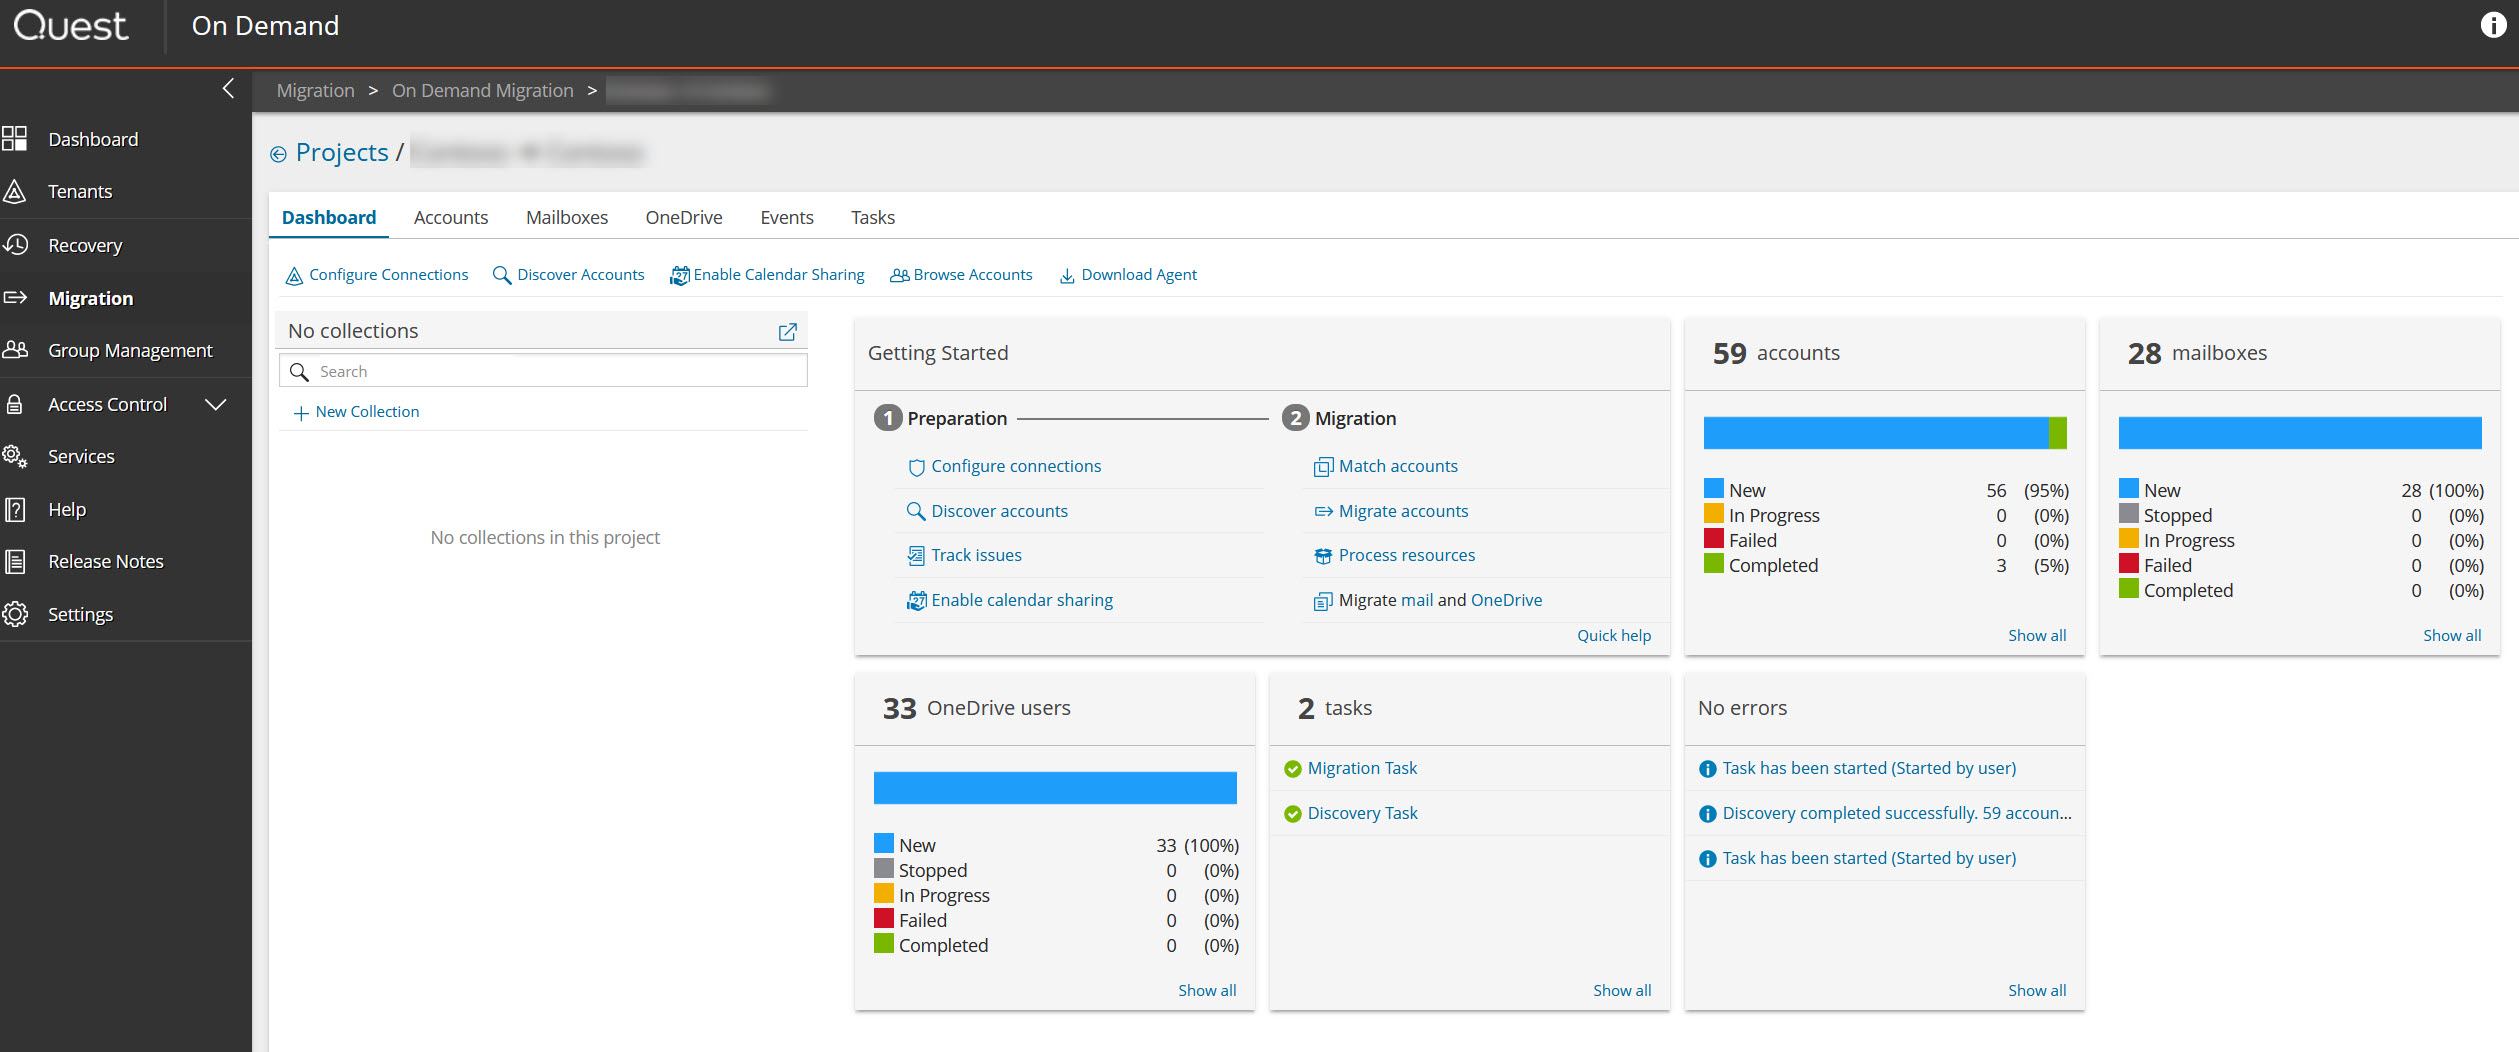 Quest
On Demand
Migration > On Demand Migration >
Dashboard
Tenants
Recovery
Migration
Group Management
Access Control
Services
Help
Release Notes
Settings
Projects /
Dashboard Accounts Mailboxes OneDrive Events Tasks
Configure Connections Discover Accounts Enable Calendar Sharing Browse Accounts Download Agent
No collections
Search
New Collection
No collections in this project
Getting Started
1 Preparation
Configure connections
Discover accounts
Track issues
Enable calendar sharing
2 Migration
Match accounts
Migrate accounts
Process resources
Migrate mail and OneDrive
Quick help
59 accounts
New 56 (95%)
In Progress 0 (0%)
Failed 0 (0%)
Completed 3 (5%)
Show all
28 mailboxes
New 28 (100%)
Stopped 0 (0%)
In Progress 0 (0%)
Failed 0 (0%)
Completed 0 (0%)
Show all
33 OneDrive users
New 33 (100%)
Stopped 0 (0%)
In Progress 0 (0%)
Failed 0 (0%)
Completed 0 (0%)
Show all
2 tasks
Migration Task
Discovery Task
Show all
No errors
Task has been started (Started by user)
Discovery completed successfully. 59 accoun...
Task has been started (Started by user)
Show all